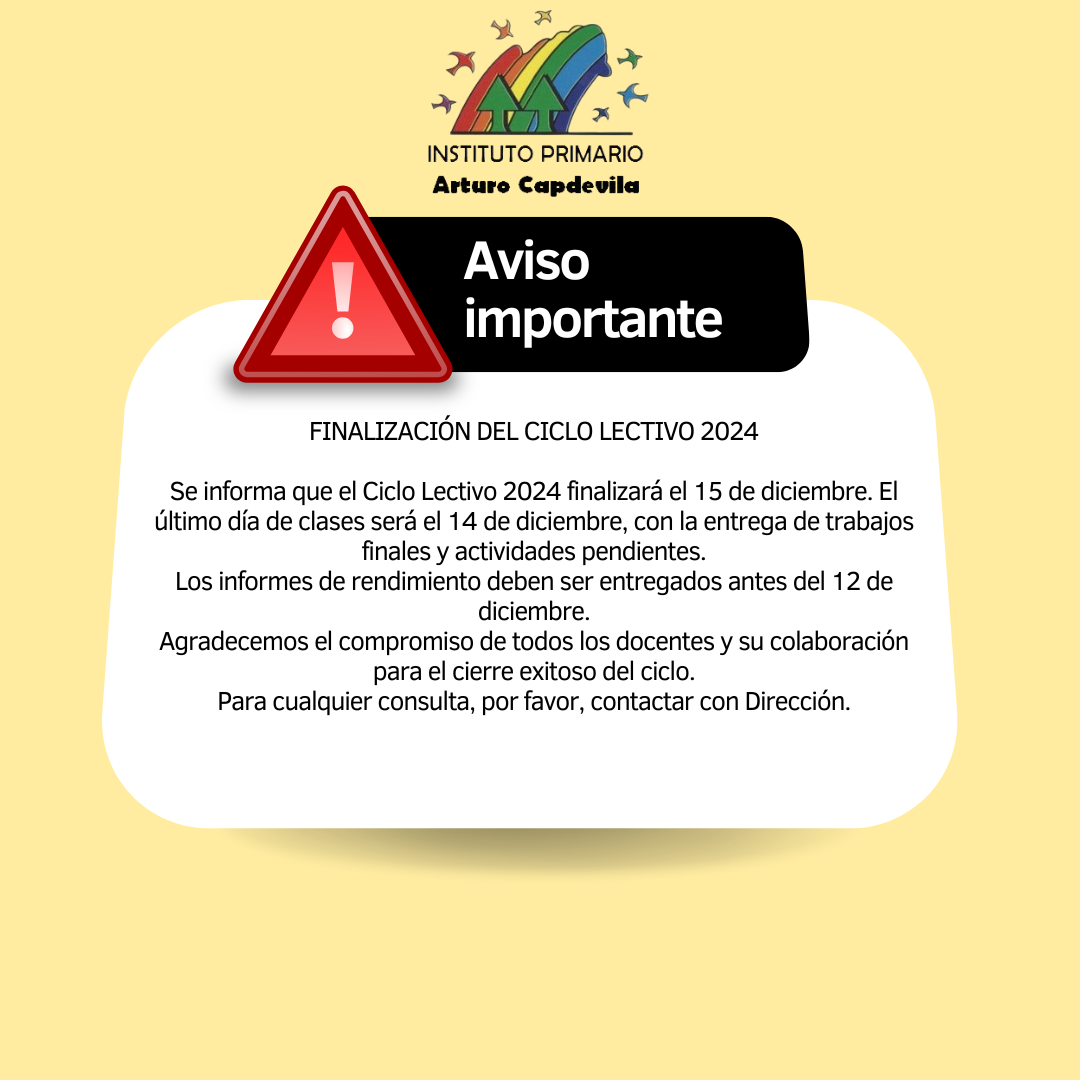 INSTITUTO PRIMARIO
Arturo Capdevila
Aviso
importante
FINALIZACIÓN DEL CICLO LECTIVO 2024
Se informa que el Ciclo Lectivo 2024 finalizará el 15 de diciembre. El
último día de clases será el 14 de diciembre, con la entrega de trabajos
finales y actividades pendientes.
Los informes de rendimiento deben ser entregados antes del 12 de
diciembre.
Agradecemos el compromiso de todos los docentes y su colaboración
para el cierre exitoso del ciclo.
Para cualquier consulta, por favor, contactar con Dirección.